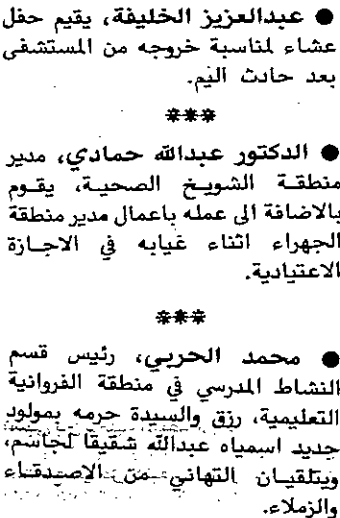 ● عبدالعزيز الخليفة، يقيم حفل
عشاء لمناسبة خروجه من المستشفى
بعد حادث اليم.
***
● الدكتور عبدالله حمادي، مدير
منطقة الشويخ الصحية، يقوم
بالاضافة الى عمله باعمال مدير منطقة
الجهراء اثناء غيابه في الاجازة
الاعتيادية.
***
● محمد الحربي، رئيس قسم
النشاط المدرسي في منطقة الفروانية
التعليمية، رزق والسيدة حرمه بمولود
جديد اسمياه عبدالله شقيقا لجاسم،
ويتلقيان التهاني من الاصدقاء
والزملاء.